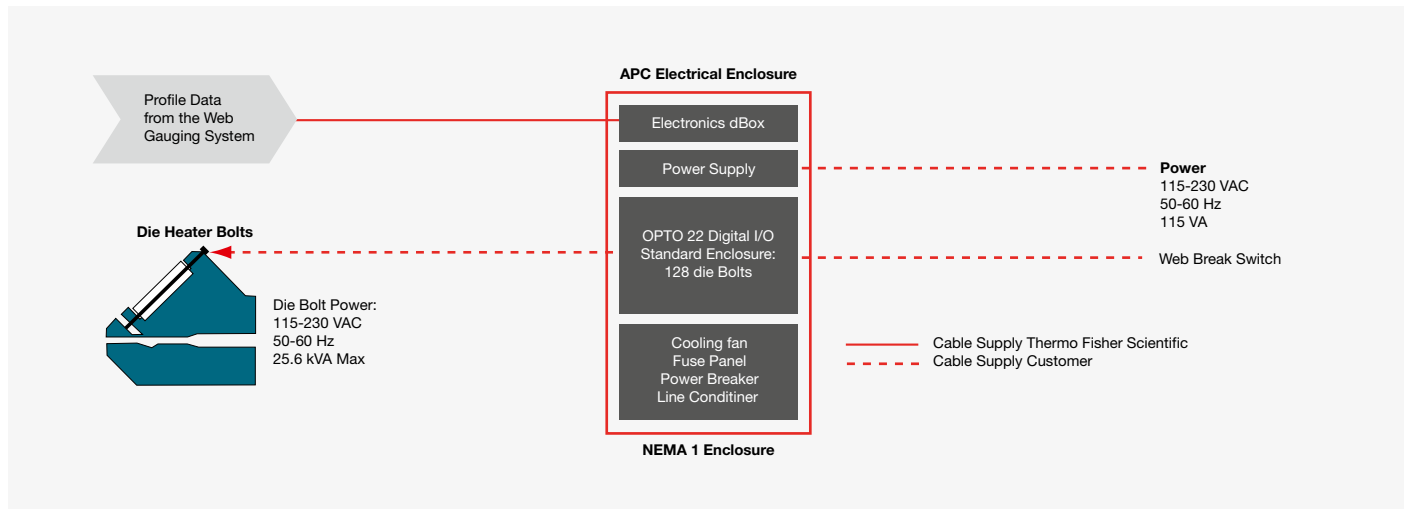 APC Electrical Enclosure
Profile Data
from the Web
Gauging System
Electronics dBox
Power Supply
Power
115-230 VAC
50-60 Hz
115 VA
Die Heater Bolts
OPTO 22 Digital I/O
Standard Enclosure:
128 die Bolts
Web Break Switch
Die Bolt Power:
115-230 VAC
50-60 Hz
25.6 kVA Max
Cooling fan
Fuse Panel
Power Breaker
Line Conditiner
Cable Supply Thermo Fisher Scientific
Cable Supply Customer
NEMA 1 Enclosure